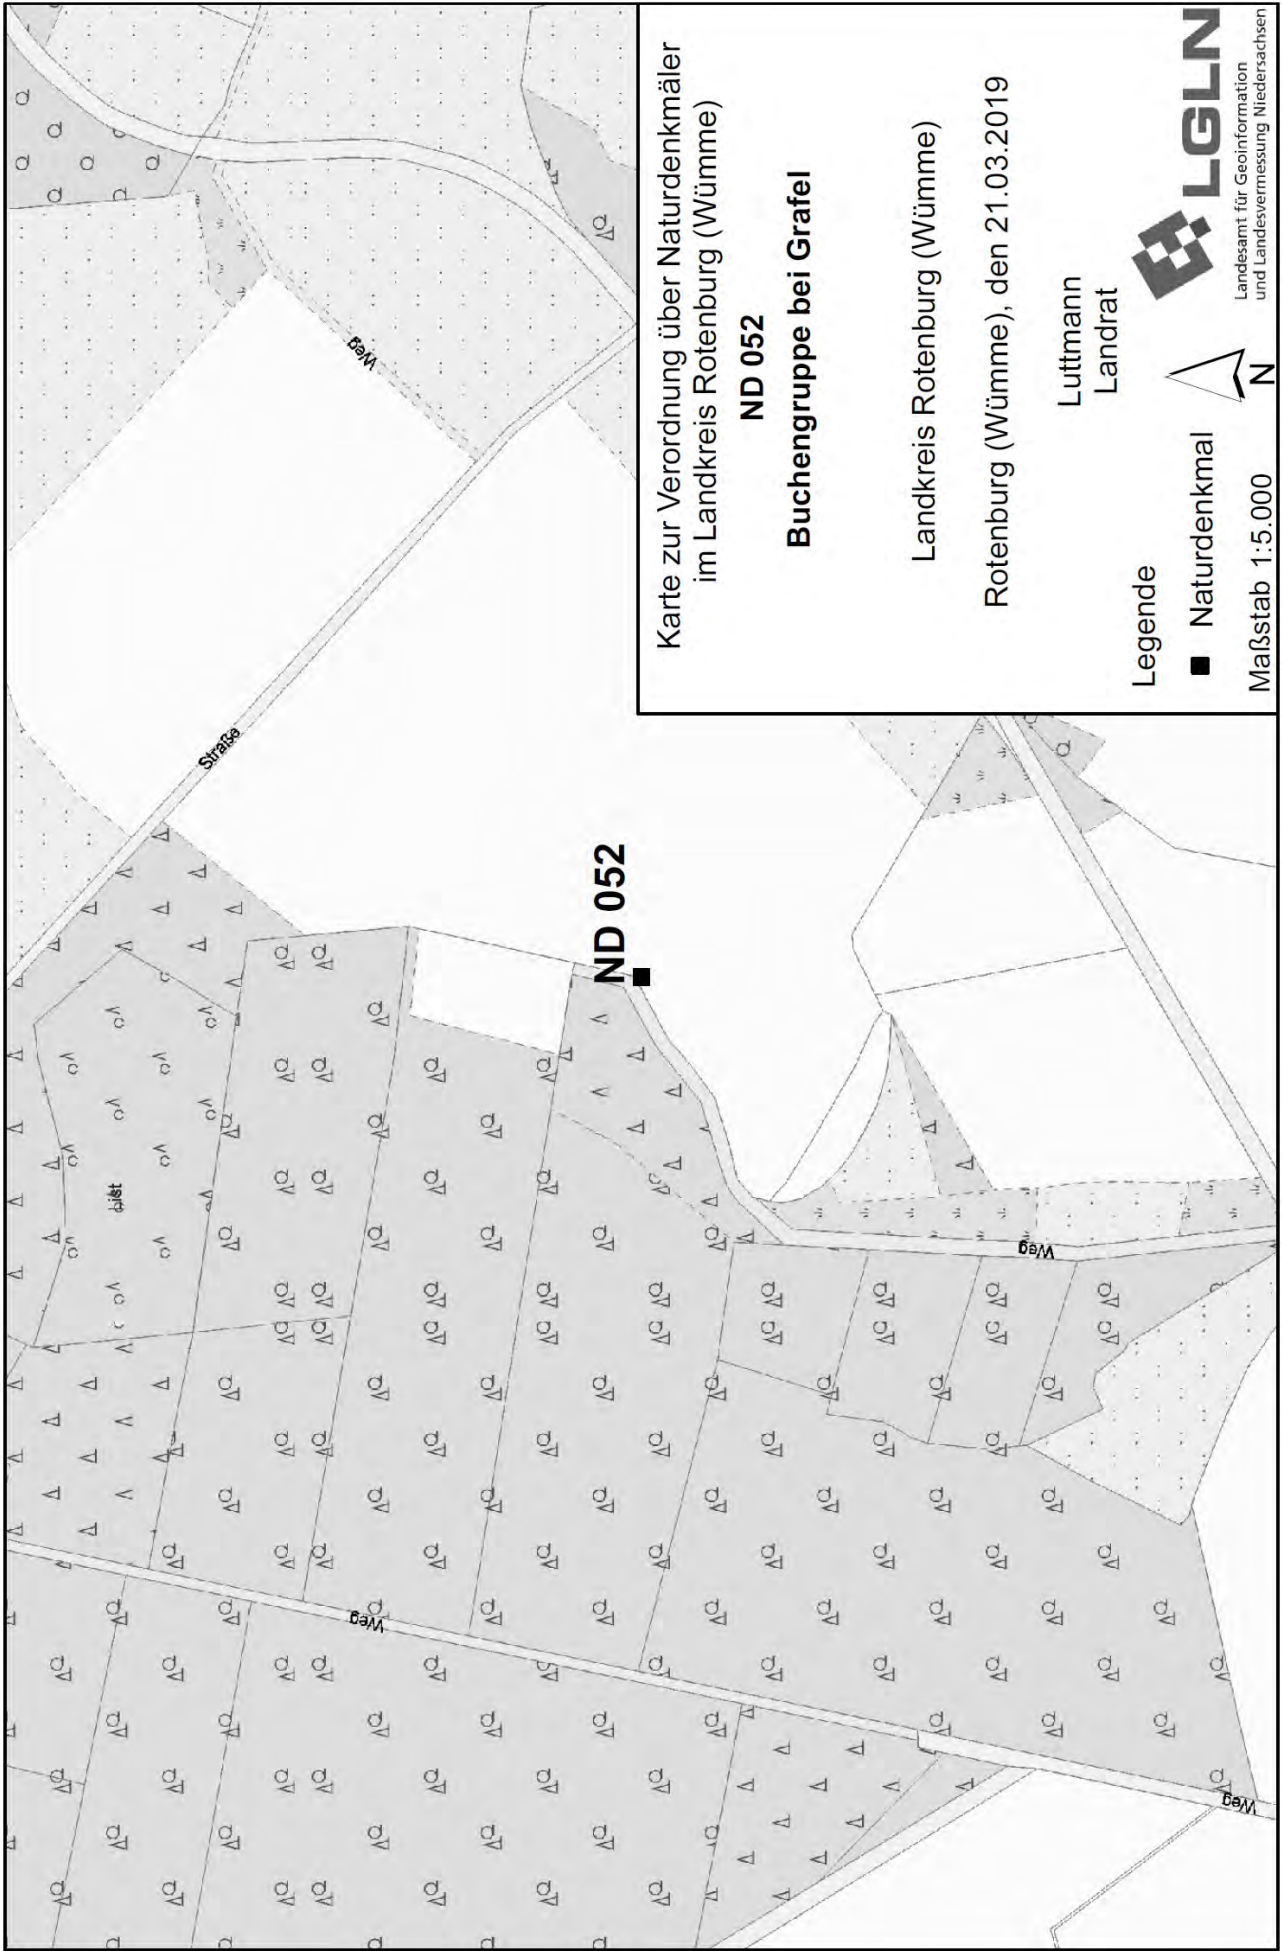 Straße
Weg
List
ND 052
Weg
Weg
Weg
Karte zur Verordnung über Naturdenkmäler
im Landkreis Rotenburg (Wümme)
ND 052
Buchengruppe bei Grafel
Landkreis Rotenburg (Wümme)
Rotenburg (Wümme), den 21.03.2019
Luttmann
Landrat
Legende
Naturdenkmal
Maßstab 1:5.000
N
LGLN
Landesamt für Geoinformation
und Landesvermessung Niedersachsen